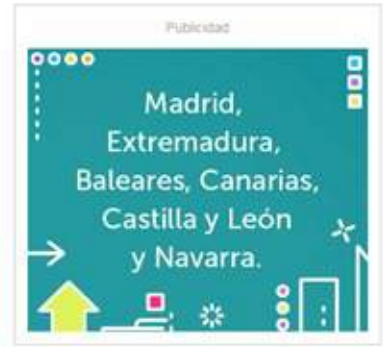 Publicidad
Madrid,
Extremadura,
Baleares, Canarias,
Castilla y León
y Navarra.